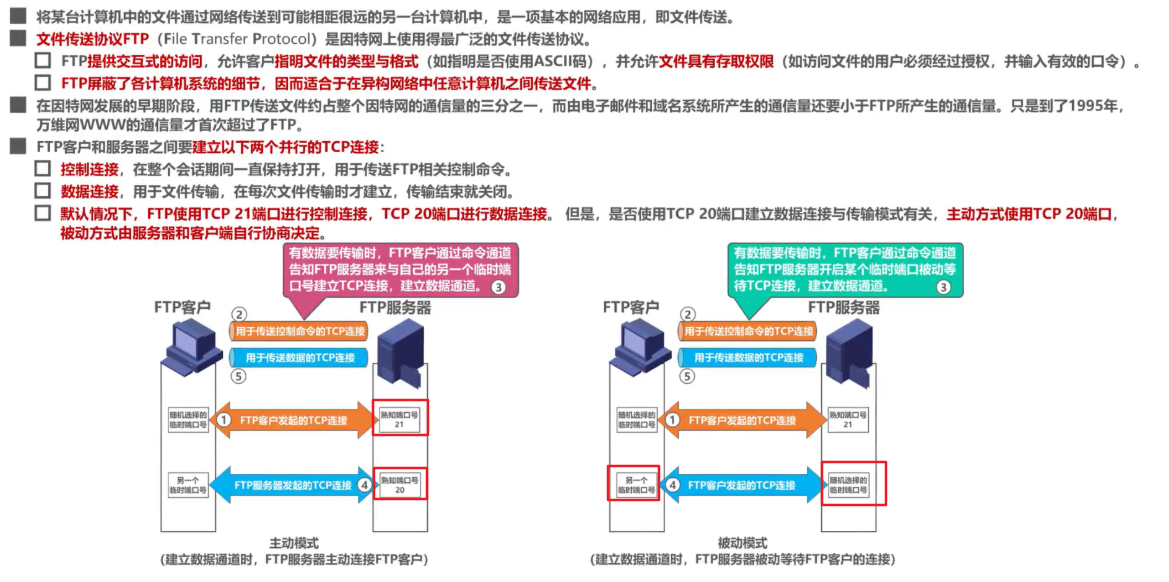 将某台计算机中的文件通过网络传送到可能相距很远的另一台计算机中，是一项基本的网络应用，即文件传送。
文件传送协议FTP（File Transfer Protocol）是因特网上使用得最广泛的文件传送协议。
FTP提供交互式的访问，允许客户指明文件的类型与格式（如指明是否使用ASCII码），并允许文件具有存取权限（如访问文件的用户必须经过授权，并输入有效的口令）。
FTP屏蔽了各计算机系统的细节，因而适合于在异构网络中任意计算机之间传送文件。
在因特网发展的早期阶段，用FTP传送文件约占整个因特网的通信量的三分之一，而由电子邮件和域名系统所产生的通信量还要小于FTP所产生的通信量。只是到了1995年，
万维网WWW的通信量才首次超过了FTP。
FTP客户和服务器之间要建立以下两个并行的TCP连接：
控制连接，在整个会话期间一直保持打开，用于传送FTP相关控制命令。
数据连接，用于文件传输，在每次文件传输时才建立，传输结束就关闭。
默认情况下，FTP使用TCP 21端口进行控制连接，TCP 20端口进行数据连接。 但是，是否使用TCP 20端口建立数据连接与传输模式有关，主动方式使用TCP 20端口，
被动方式由服务器和客户端自行协商决定。
有数据要传输时，FTP客户通过命令通道
告知FTP服务器来与自己的另一个临时端
口号建立TCP连接，建立数据通道。 ③
FTP客户
FTP服务器
②
用于传送控制命令的TCP连接
用于传送数据的TCP连接
⑤
随机选择的
临时端口号
① FTP客户发起的TCP连接
熟知端口号
21
另一个
临时端口号
FTP服务器发起的TCP连接 ④
熟知端口号
20
主动模式
(建立数据通道时，FTP服务器主动连接FTP客户)
有数据要传输时，FTP客户通过命令通道
告知FTP服务器开启某个临时端口被动等
待TCP连接，建立数据通道。 ③
FTP客户
FTP服务器
②
用于传送控制命令的TCP连接
用于传送数据的TCP连接
⑤
随机选择的
临时端口号
① FTP客户发起的TCP连接
熟知端口号
21
另一个
临时端口号
④ FTP客户发起的TCP连接
随机选择的
临时端口号
被动模式
(建立数据通道时，FTP服务器被动等待FTP客户的连接)